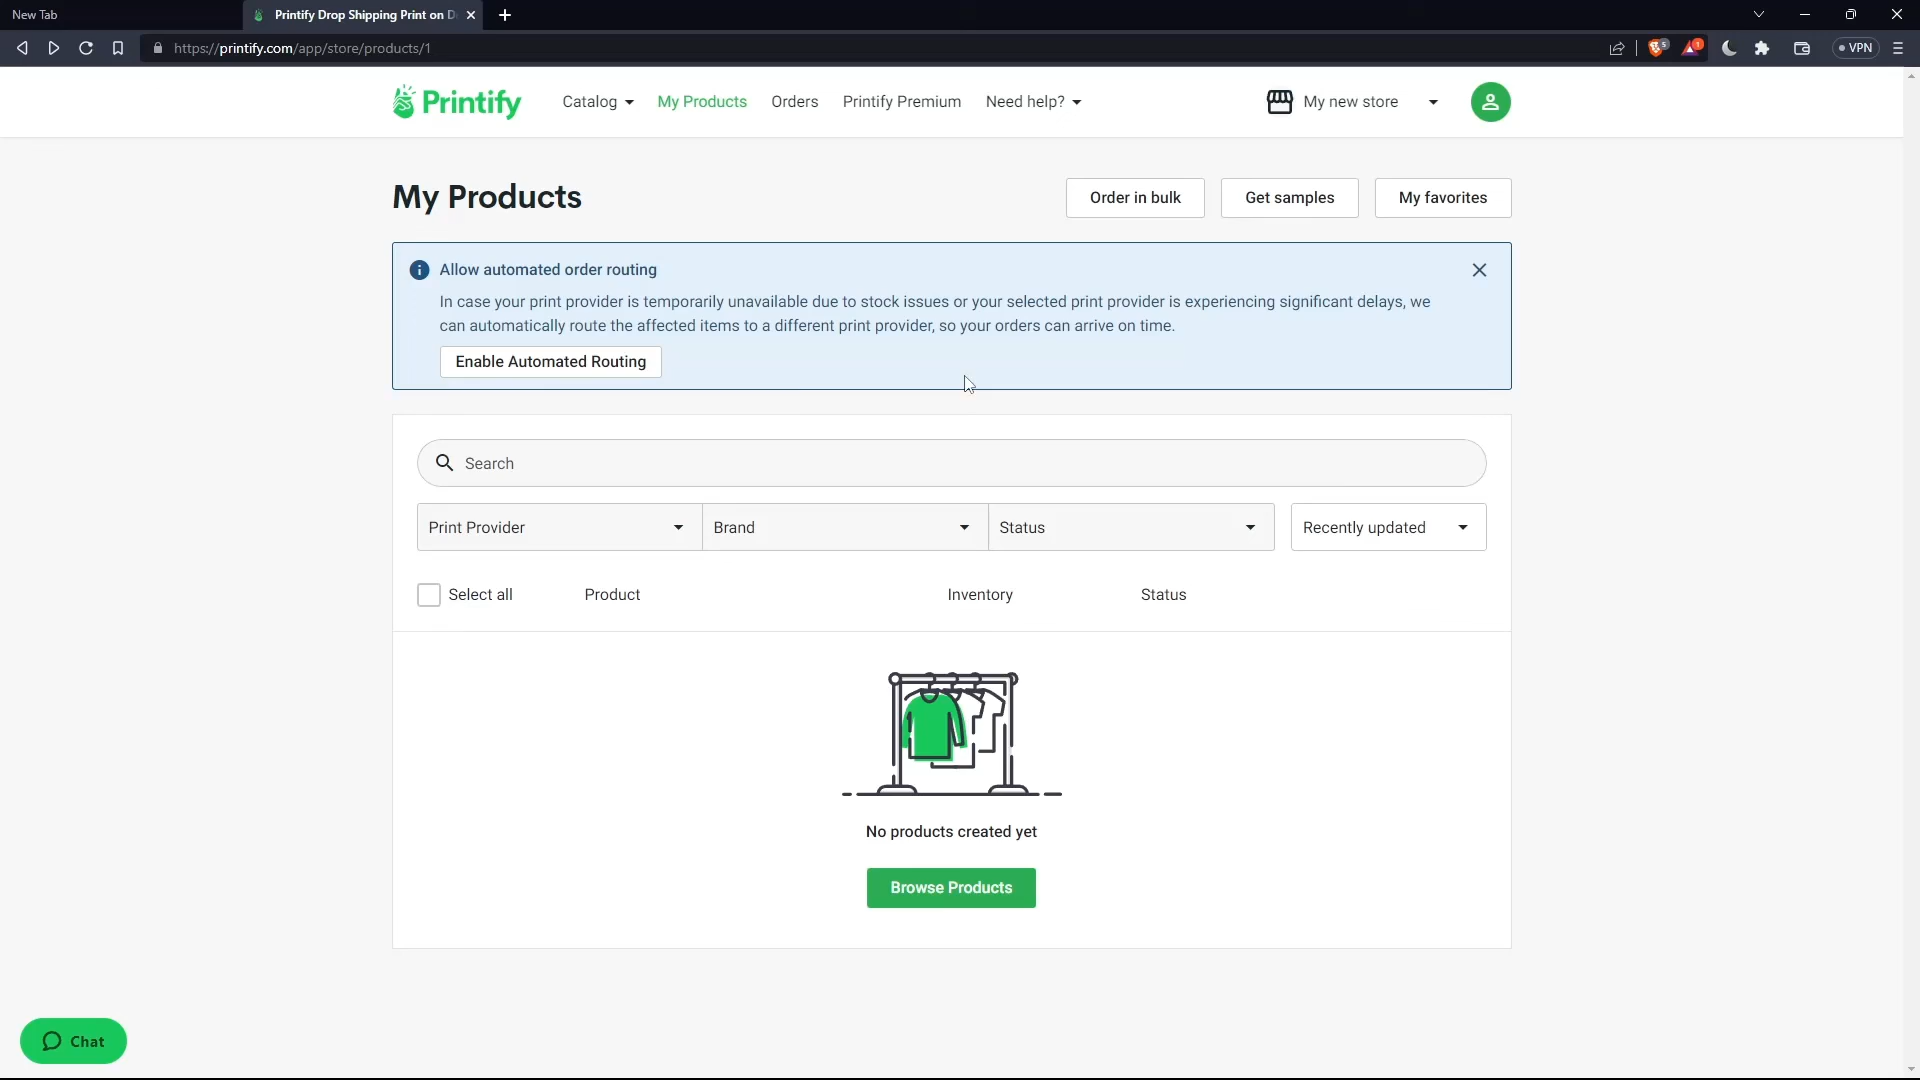 New Tab
Printify Drop Shipping Print on D
https://printify.com/app/store/products/1
5
1
VPN
Printify
Catalog
My Products
Orders
Printify Premium
Need help?
My new store
My Products
Order in bulk
Get samples
My favorites
Allow automated order routing
In case your print provider is temporarily unavailable due to stock issues or your selected print provider is experiencing significant delays, we
can automatically route the affected items to a different print provider, so your orders can arrive on time.
Enable Automated Routing
Search
Print Provider
Brand
Status
Recently updated
Select all
Product
Inventory
Status
No products created yet
Browse Products
Chat